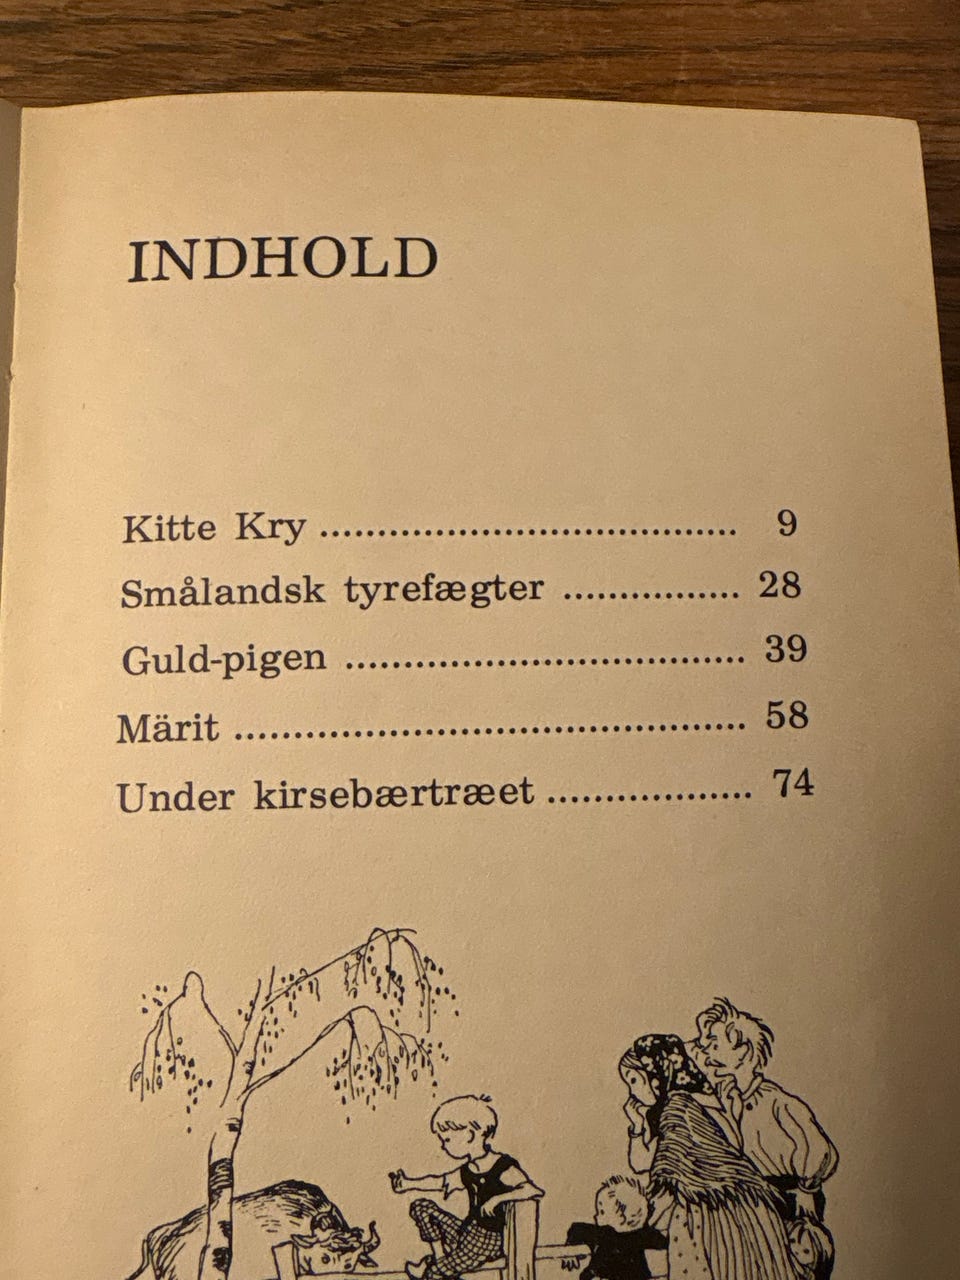 INDHOLD
Kitte Kry .................................... 9
Smålandsk tyrefægter ................ 28
Guld-pigen .................................. 39
Märit ............................................ 58
Under kirsebærtræet .................. 74